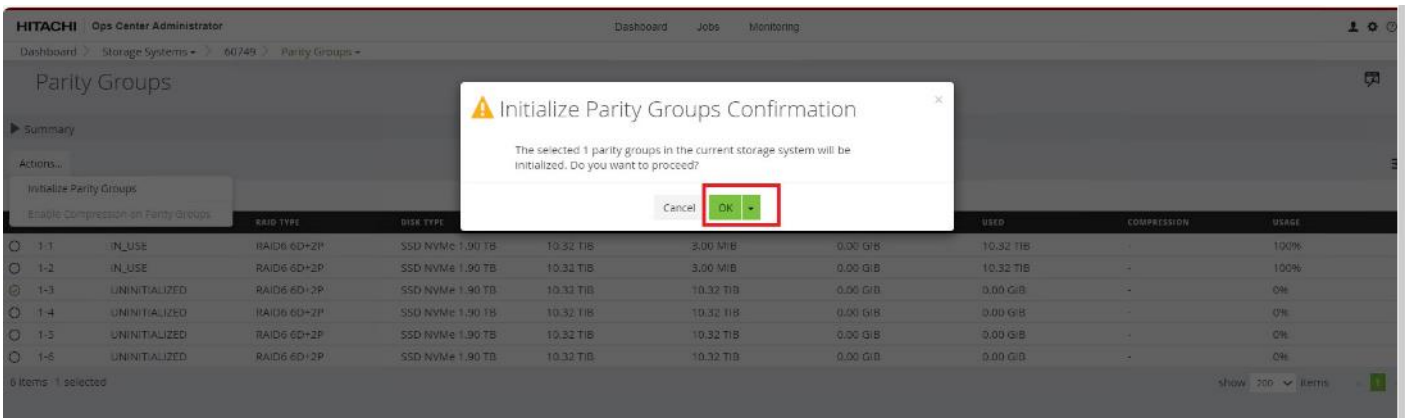 HITACHI Ops Center Administrator Dashboard Jobs Monitoring
Dashboard > Storage Systems > 60749 > Parity Groups
Parity Groups
Initialize Parity Groups Confirmation ×
Summary
The selected 1 parity groups in the current storage system will be
initialized. Do you want to proceed?
Actions...
Initialize Parity Groups
Cancel OK
Enable Compression on Parity Groups
RAID TYPE DISK TYPE USED COMPRESSION USAGE
1-1 IN_USE RAID6 6D+2P SSD NVMe 1.90 TB 10.32 TiB 3.00 MiB 0.00 GiB 10.32 TiB - 100%
1-2 IN_USE RAID6 6D+2P SSD NVMe 1.90 TB 10.32 TiB 3.00 MiB 0.00 GiB 10.32 TiB - 100%
1-3 UNINITIALIZED RAID6 6D+2P SSD NVMe 1.90 TB 10.32 TiB 10.32 TiB 0.00 GiB 0.00 GiB - 0%
1-4 UNINITIALIZED RAID6 6D+2P SSD NVMe 1.90 TB 10.32 TiB 10.32 TiB 0.00 GiB 0.00 GiB - 0%
1-5 UNINITIALIZED RAID6 6D+2P SSD NVMe 1.90 TB 10.32 TiB 10.32 TiB 0.00 GiB 0.00 GiB - 0%
1-6 UNINITIALIZED RAID6 6D+2P SSD NVMe 1.90 TB 10.32 TiB 10.32 TiB 0.00 GiB 0.00 GiB - 0%
6 items 1 selected show 200 items 1